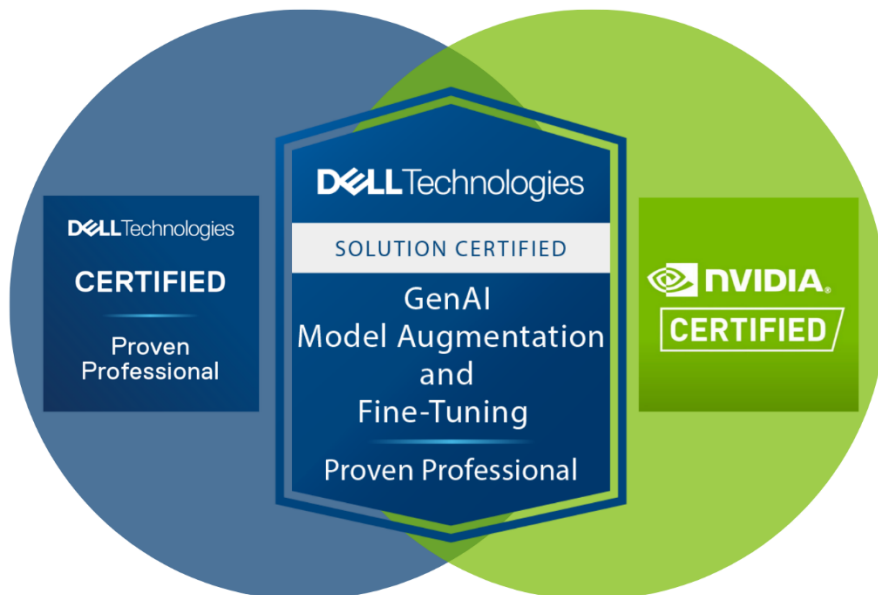 DELLTechnologies
CERTIFIED
Proven
Professional
DELLTechnologies
SOLUTION CERTIFIED
GenAI
Model Augmentation
and
Fine-Tuning
Proven Professional
NVIDIA.
CERTIFIED